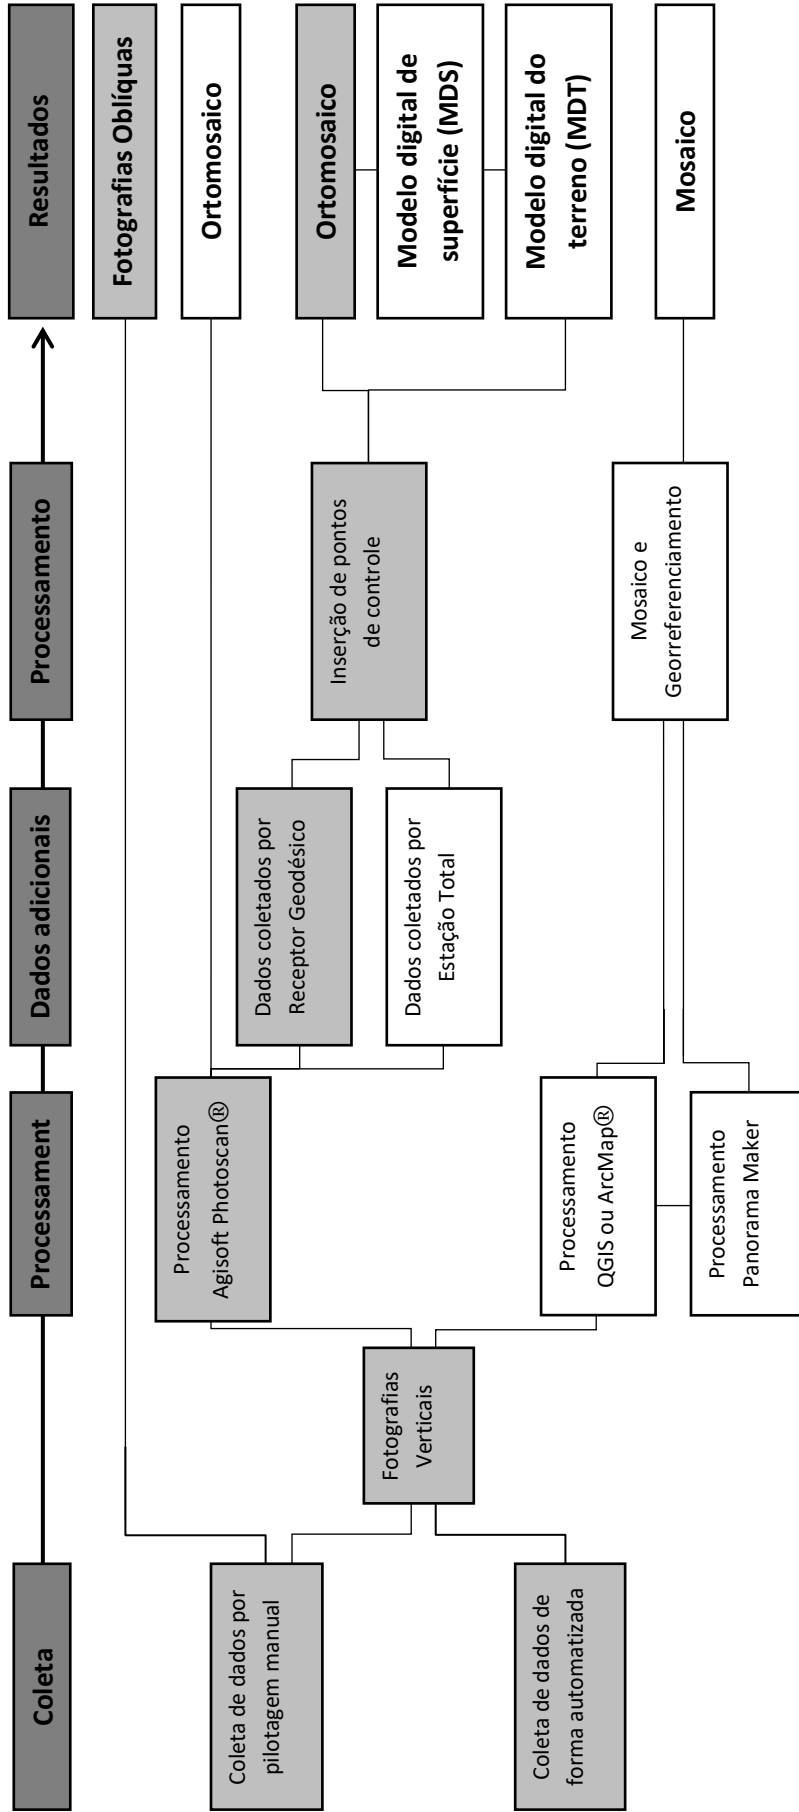 Coleta
Processament
Dados adicionais
Processamento
Resultados
Coleta de dados por
pilotagem manual
Coleta de dados de
forma automatizada
Fotografias
Verticais
Processamento
Agisoft Photoscan®
Processamento
QGIS ou ArcMap®
Processamento
Panorama Maker
Dados coletados por
Receptor Geodésico
Dados coletados por
Estação Total
Inserção de pontos
de controle
Mosaico e
Georreferenciamento
Fotografias Oblíquas
Ortomosaico
Ortomosaico
Modelo digital de
superfície (MDS)
Modelo digital do
terreno (MDT)
Mosaico